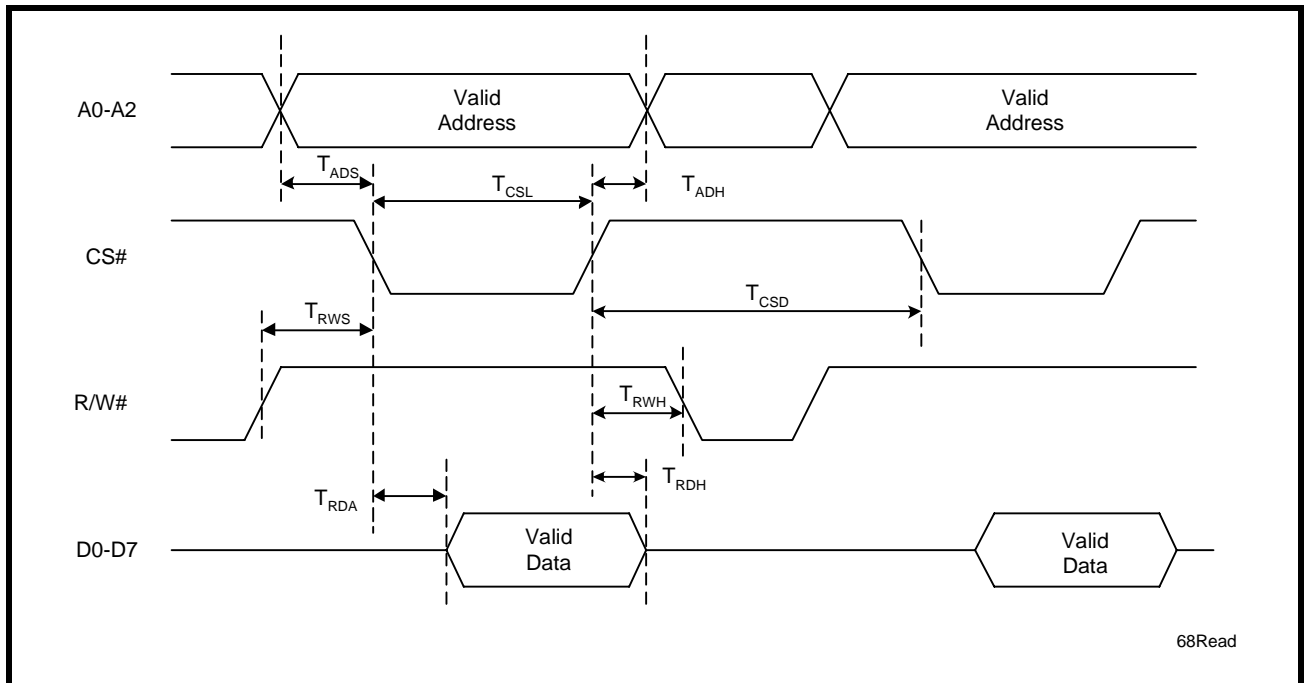 A0-A2
Valid
Address
Valid
Address
TADS
TCSL
TADH
CS#
TCSD
TRWS
R/W#
TRWH
TRDA
TRDH
D0-D7
Valid
Data
Valid
Data
68Read